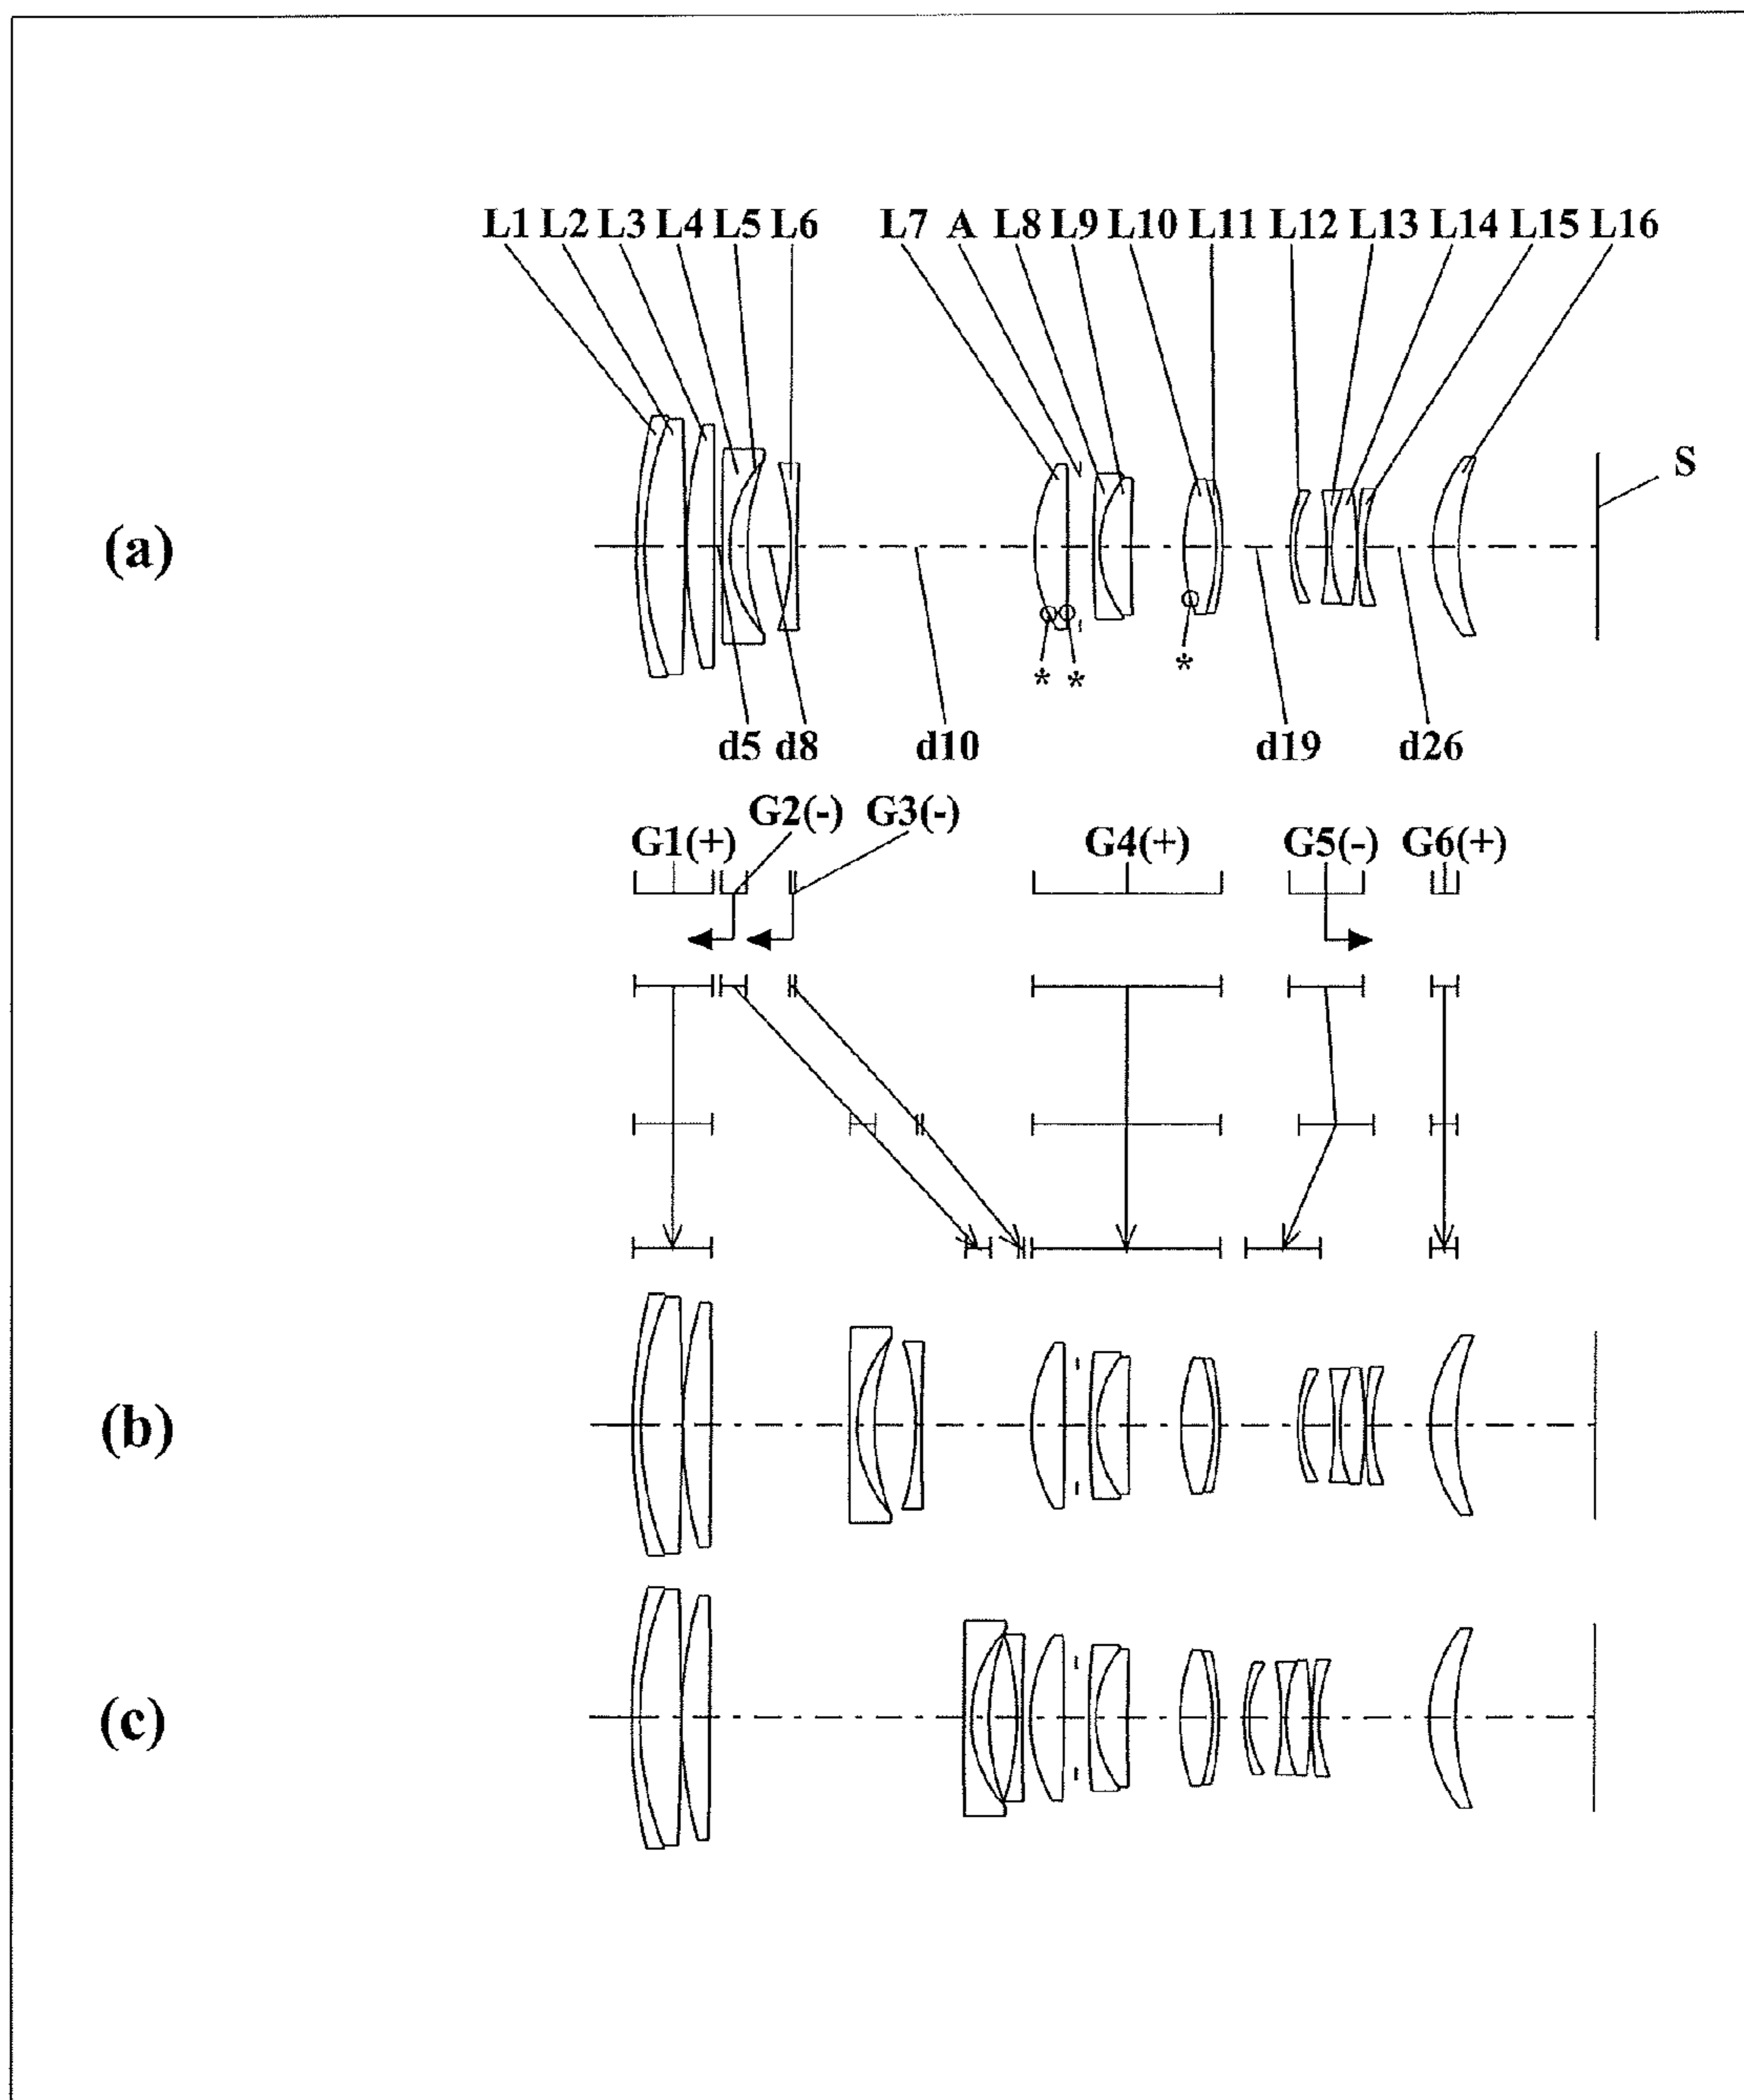 L1 L2 L3 L4 L5 L6 L7 A L8 L9 L10 L11 L12 L13 L14 L15 L16
S
(a)
* * *
d5 d8 d10 d19 d26
G2(-) G3(-)
G1(+) G4(+) G5(-) G6(+)
(b)
(c)